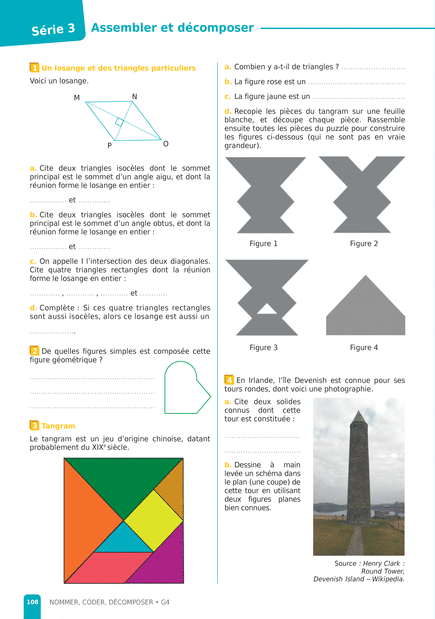 Série 3
Assembler et décomposer
1 Un losange et des triangles particuliers
Voici un losange.
M
N
P
O
a. Cite deux triangles isocèles dont le sommet
principal est le sommet d'un angle aigu, et dont la
réunion forme le losange en entier :
............... et .............
b. Cite deux triangles isocèles dont le sommet
principal est le sommet d'un angle obtus, et dont la
réunion forme le losange en entier :
............... et .............
c. On appelle I l'intersection des deux diagonales.
Cite quatre triangles rectangles dont la réunion
forme le losange en entier :
............ , ............ , ............ et ............
d. Complète : Si ces quatre triangles rectangles
sont aussi isocèles, alors ce losange est aussi un
...................
2 De quelles figures simples est composée cette
figure géométrique ?
3 Tangram
Le tangram est un jeu d'origine chinoise, datant
probablement du XIXe siècle.
a. Combien y a-t-il de triangles ? ..........................
b. La figure rose est un .......................................
c. La figure jaune est un ......................................
d. Recopie les pièces du tangram sur une feuille
blanche, et découpe chaque pièce. Rassemble
ensuite toutes les pièces du puzzle pour construire
les figures ci-dessous (qui ne sont pas en vraie
grandeur).
Figure 1
Figure 2
Figure 3
Figure 4
4 En Irlande, l'île Devenish est connue pour ses
tours rondes, dont voici une photographie.
a. Cite deux solides
connus dont cette
tour est constituée :
b. Dessine à main
levée un schéma dans
le plan (une coupe) de
cette tour en utilisant
deux figures planes
bien connues.
Source : Henry Clark :
Round Tower,
Devenish Island – Wikipedia.
108 NOMMER, CODER, DÉCOMPOSER • G4